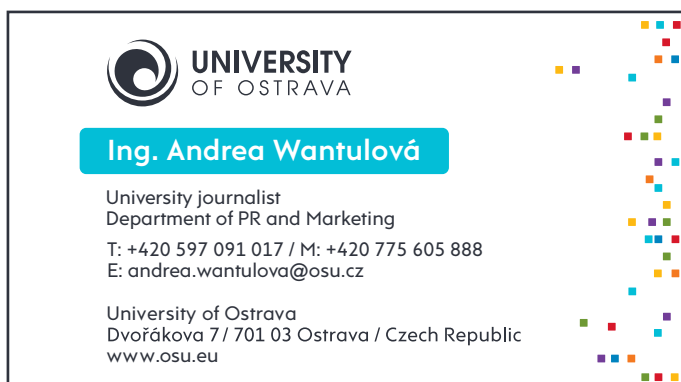 UNIVERSITY
OF OSTRAVA
Ing. Andrea Wantulová
University journalist
Department of PR and Marketing
T: +420 597 091 017 / M: +420 775 605 888
E: andrea.wantulova@osu.cz
University of Ostrava
Dvořákova 7 / 701 03 Ostrava / Czech Republic
www.osu.eu